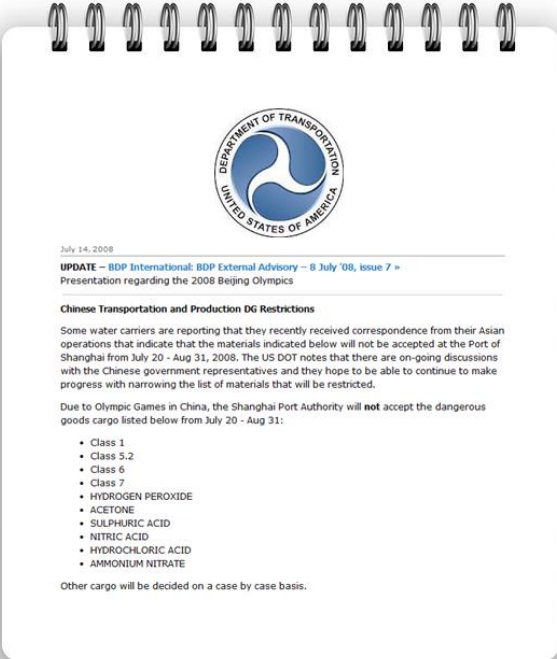 DEPARTMENT OF TRANSPORTATION
UNITED STATES OF AMERICA
July 14, 2008
UPDATE – BDP International: BDP External Advisory – 8 July '08, issue 7 »
Presentation regarding the 2008 Beijing Olympics
Chinese Transportation and Production DG Restrictions
Some water carriers are reporting that they recently received correspondence from their Asian
operations that indicate that the materials indicated below will not be accepted at the Port of
Shanghai from July 20 - Aug 31, 2008. The US DOT notes that there are on-going discussions
with the Chinese government representatives and they hope to be able to continue to make
progress with narrowing the list of materials that will be restricted.
Due to Olympic Games in China, the Shanghai Port Authority will not accept the dangerous
goods cargo listed below from July 20 - Aug 31:
• Class 1
• Class 5.2
• Class 6
• Class 7
• HYDROGEN PEROXIDE
• ACETONE
• SULPHURIC ACID
• NITRIC ACID
• HYDROCHLORIC ACID
• AMMONIUM NITRATE
Other cargo will be decided on a case by case basis.